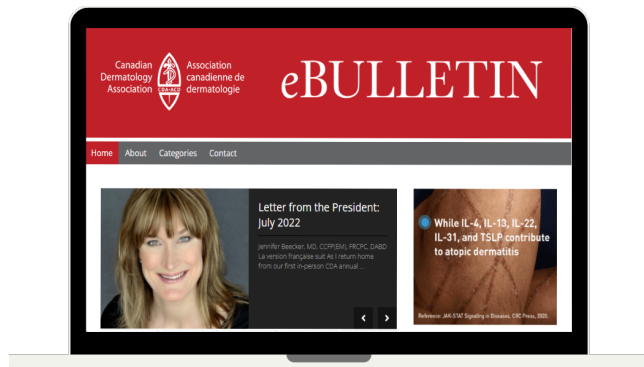 Canadian
Dermatology
Association
CDA-ACD
Association
canadienne de
dermatologie
eBULLETIN
Home About Categories Contact
Letter from the President:
July 2022
Jennifer Beecker, MD, CCFP(EM), FRCPC, DABD
La version française suit As I return home
from our first in-person CDA annual ...
While IL-4, IL-13, IL-22,
IL-31, and TSLP contribute
to atopic dermatitis
Reference: JAK-STAT Signaling in Diseases, CRC Press, 2020.